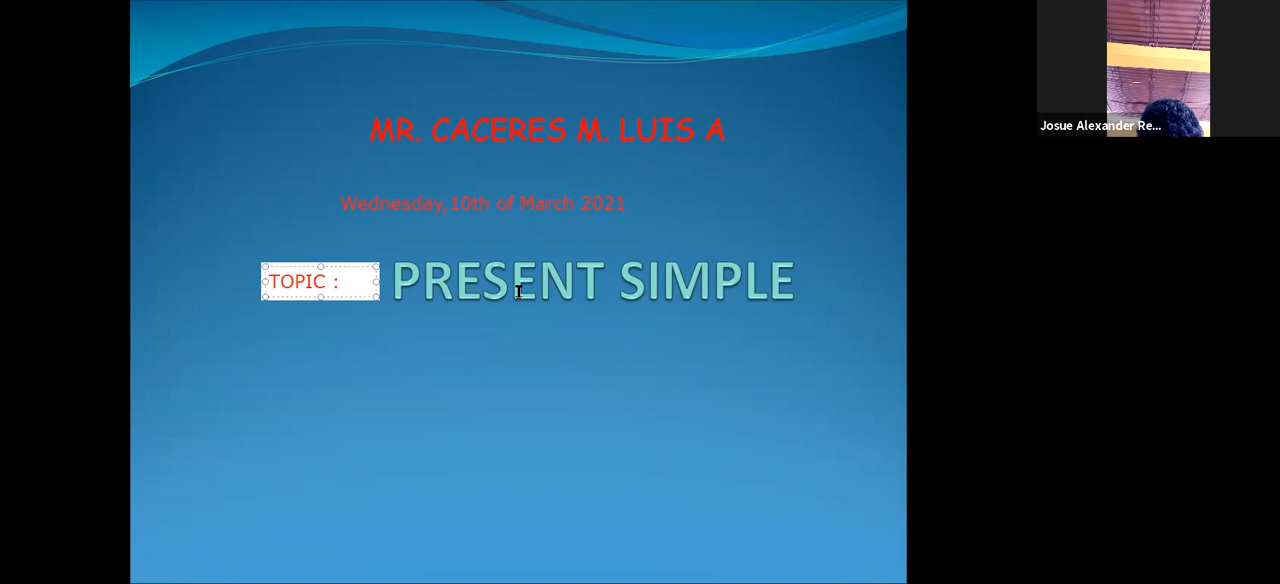 MR. CACERES M. LUIS A
Wednesday,10th of March 2021
TOPIC : PRESENT SIMPLE
Josue Alexander Re...